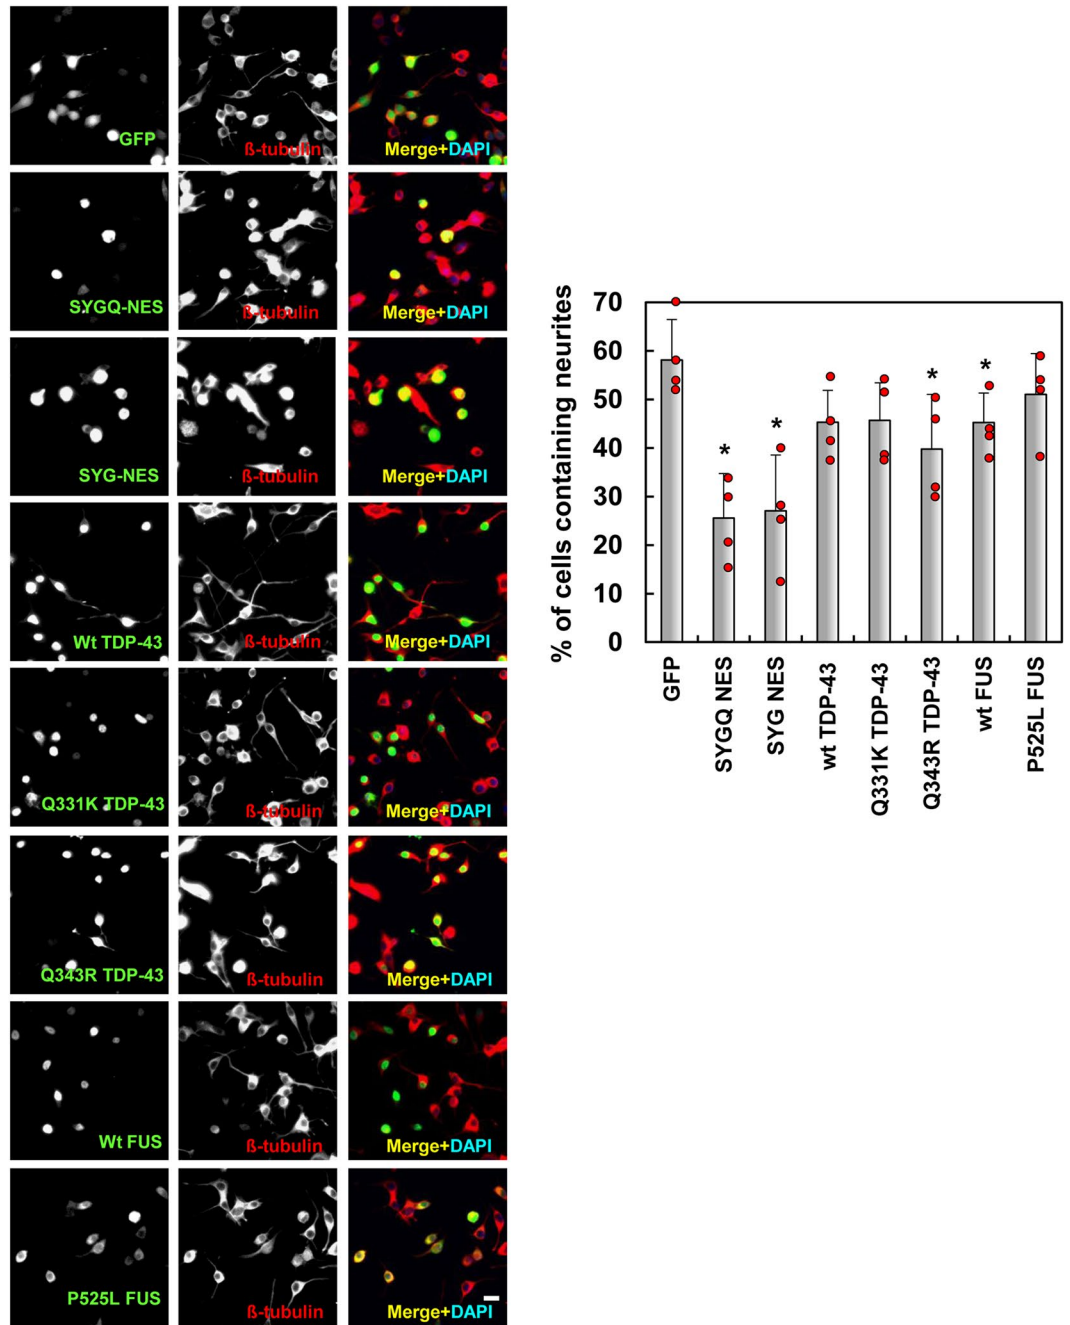 GFP
ß-tubulin
Merge+DAPI
SYGQ-NES
ß-tubulin
Merge+DAPI
SYG-NES
ß-tubulin
Merge+DAPI
Wt TDP-43
ß-tubulin
Merge+DAPI
Q331K TDP-43
ß-tubulin
Merge+DAPI
Q343R TDP-43
ß-tubulin
Merge+DAPI
Wt FUS
ß-tubulin
Merge+DAPI
P525L FUS
ß-tubulin
Merge+DAPI
% of cells containing neurites
70
60
50
40
30
20
10
0
* * * *
GFP
SYGQ NES
SYG NES
wt TDP-43
Q331K TDP-43
Q343R TDP-43
wt FUS
P525L FUS